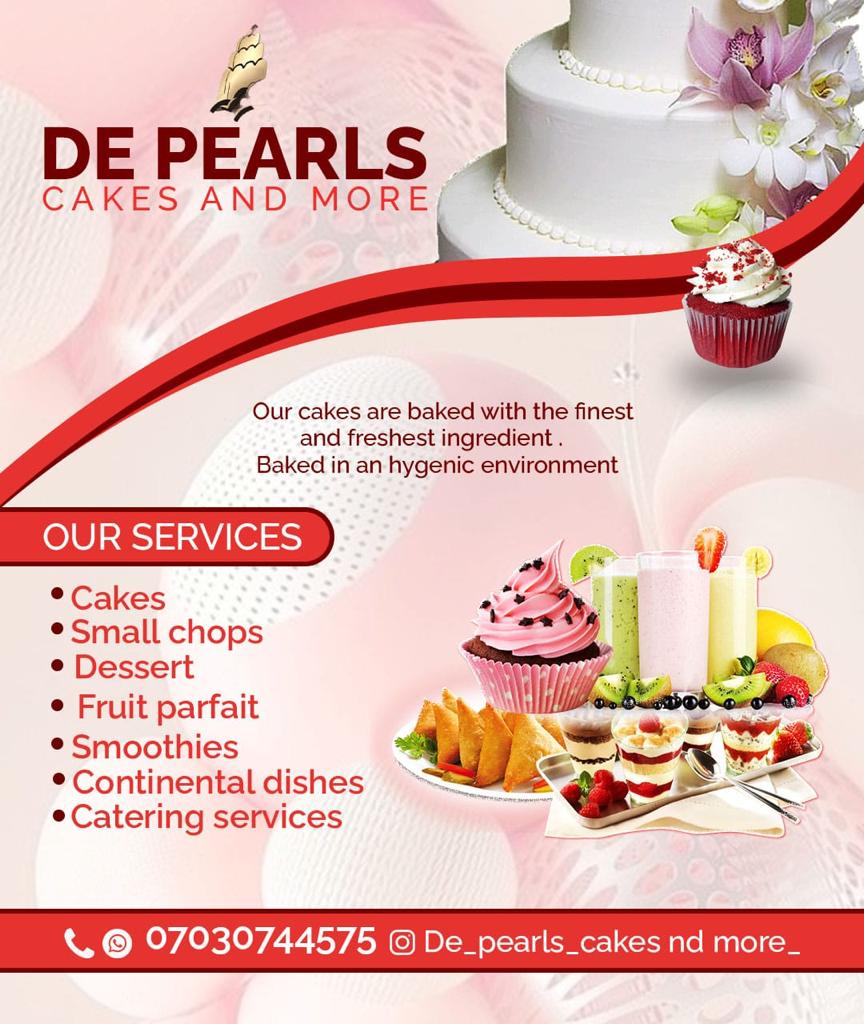 DE PEARLS
CAKES AND MORE
Our cakes are baked with the finest
and freshest ingredient .
Baked in an hygenic environment
OUR SERVICES
• Cakes
• Small chops
• Dessert
• Fruit parfait
• Smoothies
• Continental dishes
• Catering services
07030744575 De_pearls_cakes nd more_